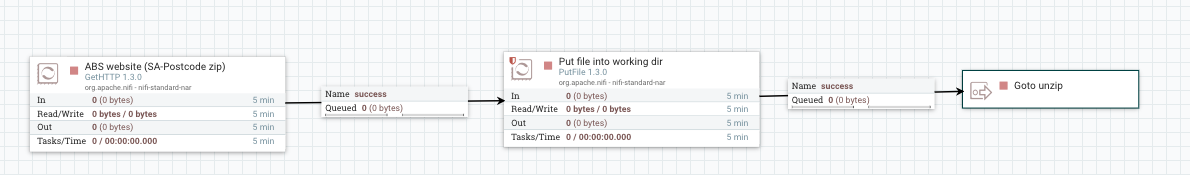 ABS website (SA-Postcode zip)
GetHTTP 1.3.0
org.apache.nifi - nifi-standard-nar
In 0 (0 bytes) 5 min
Read/Write 0 bytes / 0 bytes 5 min
Out 0 (0 bytes) 5 min
Tasks/Time 0 / 00:00:00.000 5 min
Name success
Queued 0 (0 bytes)
Put file into working dir
PutFile 1.3.0
org.apache.nifi - nifi-standard-nar
In 0 (0 bytes) 5 min
Read/Write 0 bytes / 0 bytes 5 min
Out 0 (0 bytes) 5 min
Tasks/Time 0 / 00:00:00.000 5 min
Name success
Queued 0 (0 bytes)
Goto unzip